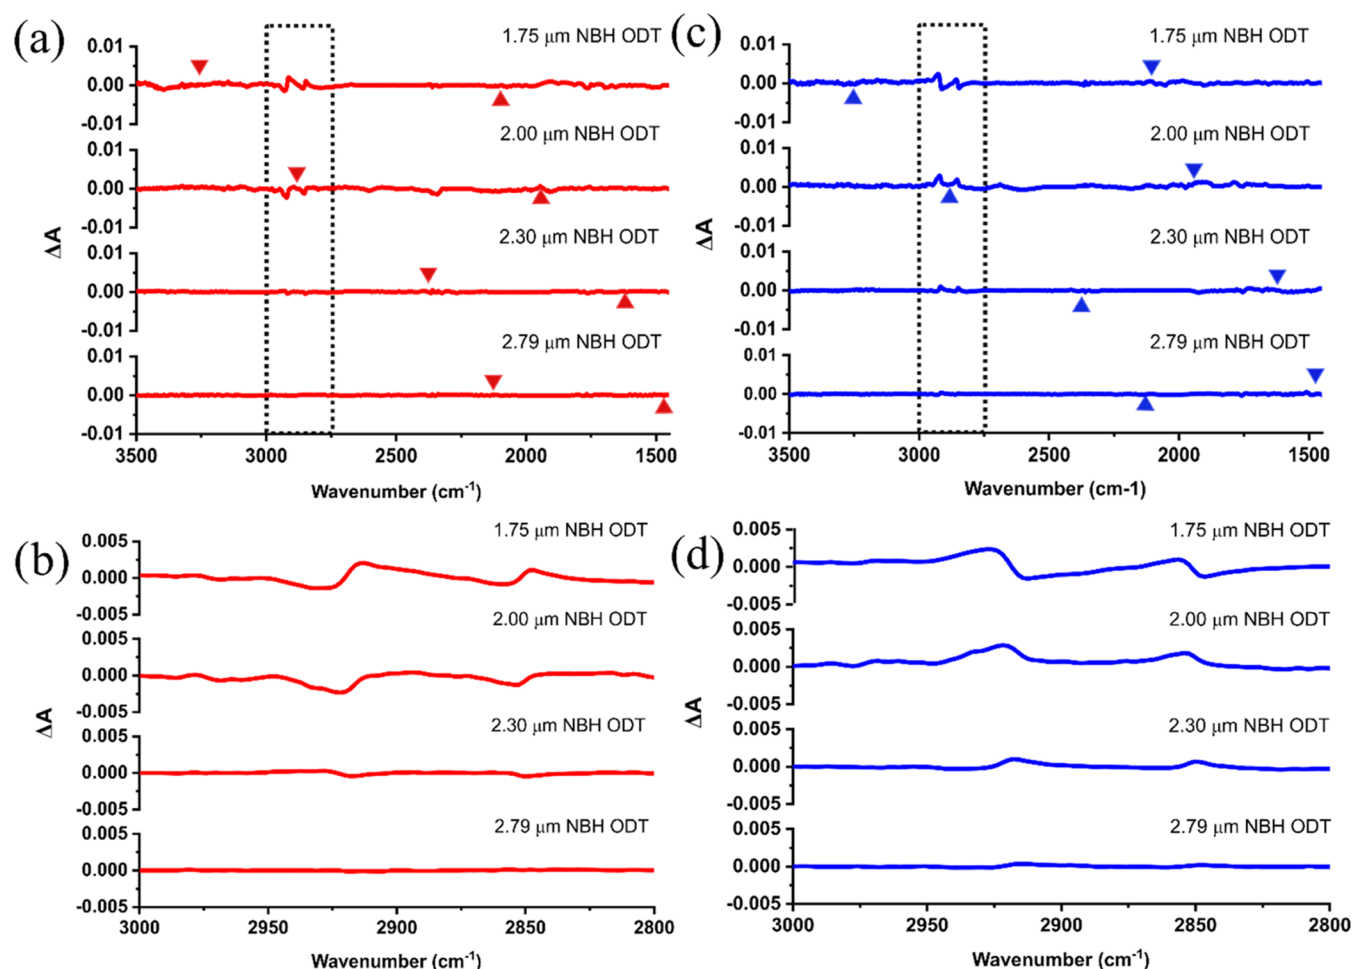 (a)
1.75 μm NBH ODT
0.01
0.00
-0.01
2.00 μm NBH ODT
0.01
0.00
-0.01
2.30 μm NBH ODT
0.01
0.00
-0.01
2.79 μm NBH ODT
0.01
0.00
-0.01
ΔA
3500 3000 2500 2000 1500
Wavenumber (cm⁻¹)
(c)
1.75 μm NBH ODT
0.01
0.00
-0.01
2.00 μm NBH ODT
0.01
0.00
-0.01
2.30 μm NBH ODT
0.01
0.00
-0.01
2.79 μm NBH ODT
0.01
0.00
-0.01
ΔA
3500 3000 2500 2000 1500
Wavenumber (cm-1)
(b)
1.75 μm NBH ODT
0.005
0.000
-0.005
2.00 μm NBH ODT
0.005
0.000
-0.005
2.30 μm NBH ODT
0.005
0.000
-0.005
2.79 μm NBH ODT
0.005
0.000
-0.005
ΔA
3000 2950 2900 2850 2800
Wavenumber (cm⁻¹)
(d)
1.75 μm NBH ODT
0.005
0.000
-0.005
2.00 μm NBH ODT
0.005
0.000
-0.005
2.30 μm NBH ODT
0.005
0.000
-0.005
2.79 μm NBH ODT
0.005
0.000
-0.005
ΔA
3000 2950 2900 2850 2800
Wavenumber (cm⁻¹)